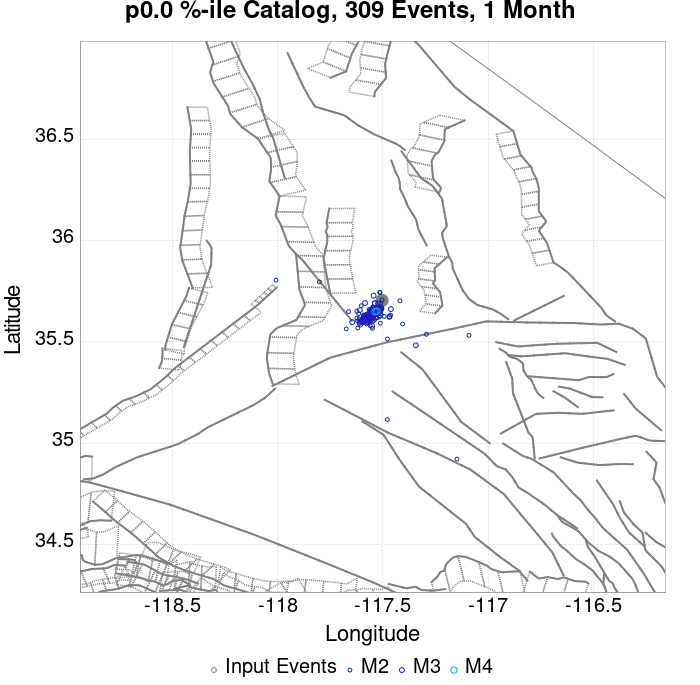 p0.0 %-ile Catalog, 309 Events, 1 Month
36.5
36
35.5
35
34.5
Latitude
-118.5 -118 -117.5 -117 -116.5
Longitude
Input Events M2 M3 M4